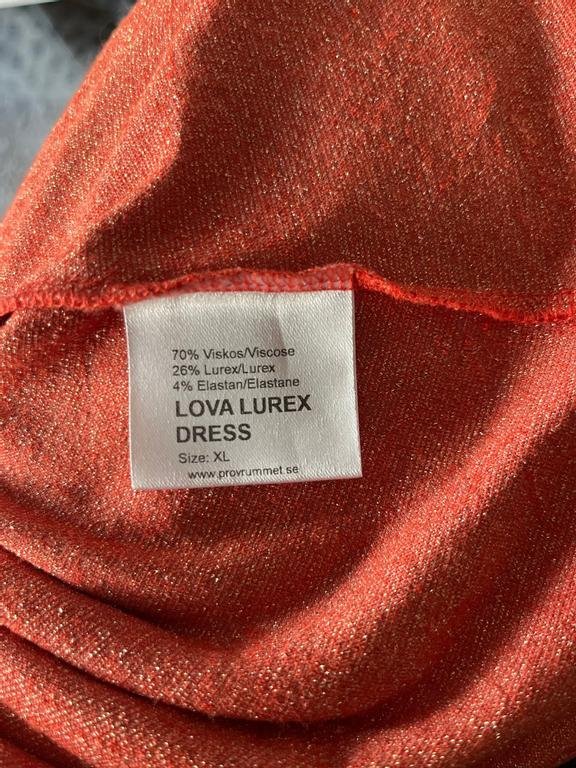 70% Viskos/Viscose
26% Lurex/Lurex
4% Elastan/Elastane
LOVA LUREX
DRESS
Size: XL
www.provrummet.se